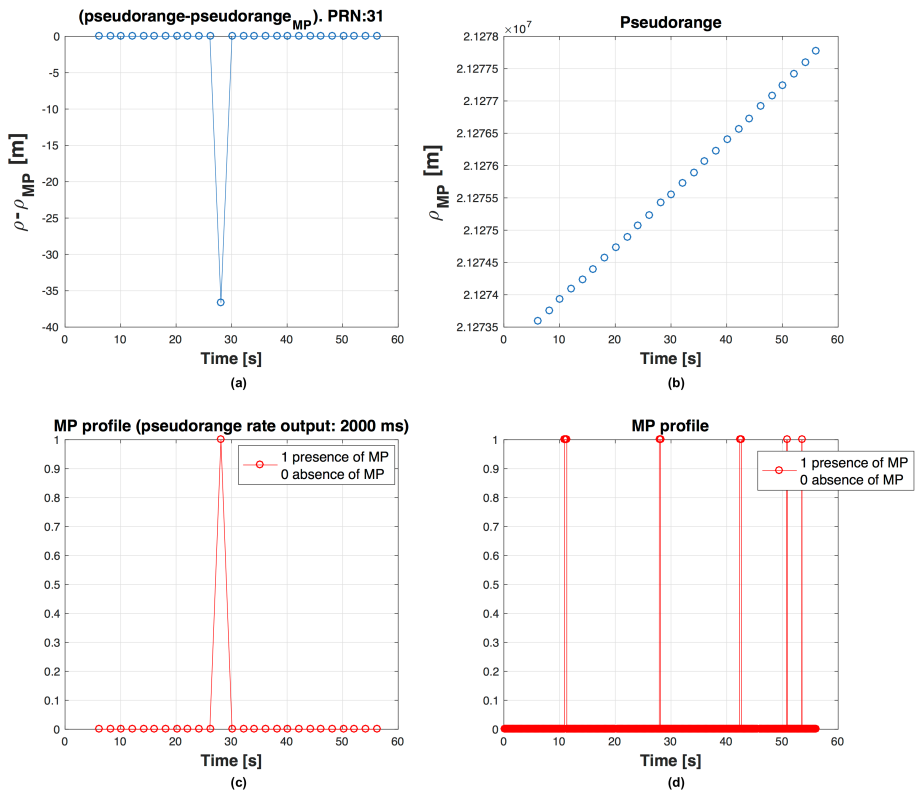 (pseudorange-pseudorange_MP). PRN:31
0
-5
-10
-15
-20
-25
-30
-35
-40
ρ-ρ_MP [m]
0 10 20 30 40 50 60
Time [s]
(a)
Pseudorange
×10⁷
2.1278
2.12775
2.1277
2.12765
2.1276
2.12755
2.1275
2.12745
2.1274
2.12735
ρ_MP [m]
0 10 20 30 40 50 60
Time [s]
(b)
MP profile (pseudorange rate output: 2000 ms)
1
0.9
0.8
0.7
0.6
0.5
0.4
0.3
0.2
0.1
0
1 presence of MP
0 absence of MP
0 10 20 30 40 50 60
Time [s]
(c)
MP profile
1
0.9
0.8
0.7
0.6
0.5
0.4
0.3
0.2
0.1
0
1 presence of MP
0 absence of MP
0 10 20 30 40 50 60
Time [s]
(d)